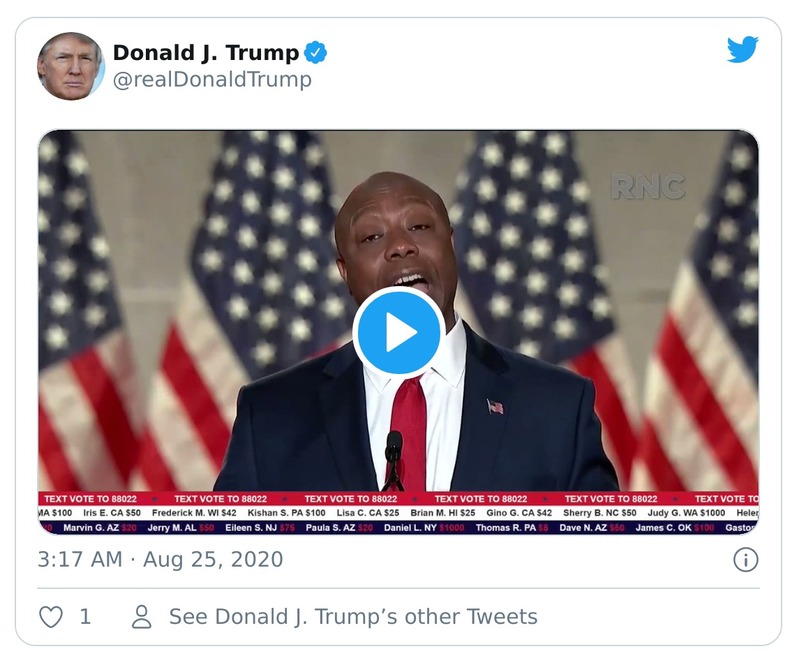 Donald J. Trump
@realDonaldTrump
RNC
TEXT VOTE TO 88022 TEXT VOTE TO 88022 TEXT VOTE TO 88022 TEXT VOTE TO 88022 TEXT VOTE TO 88022 TEXT VOTE TO
MA $100 Iris E. CA $50 Frederick M. WI $42 Kishan S. PA $100 Lisa C. CA $25 Brian M. HI $25 Gino G. CA $42 Sherry B. NC $50 Judy G. WA $1000 Helen
Marvin G. AZ $20 Jerry M. AL $50 Eileen S. NJ $75 Paula S. AZ $20 Daniel L. NY $1000 Thomas R. PA $5 Dave N. AZ $50 James C. OK $100 Gaston
3:17 AM · Aug 25, 2020
1 See Donald J. Trump’s other Tweets